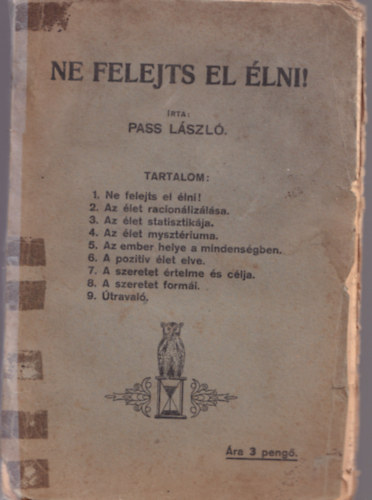 NE FELEJTS EL ÉLNI!
ÍRTA:
PASS LÁSZLÓ.
TARTALOM:
1. Ne felejts el élni!
2. Az élet racionálizálása.
3. Az élet statisztikája.
4. Az élet mysztériuma.
5. Az ember helye a mindenségben.
6. A pozitív élet elve.
7. A szeretet értelme és célja.
8. A szeretet formái.
9. Útravaló.
Ára 3 pengő.